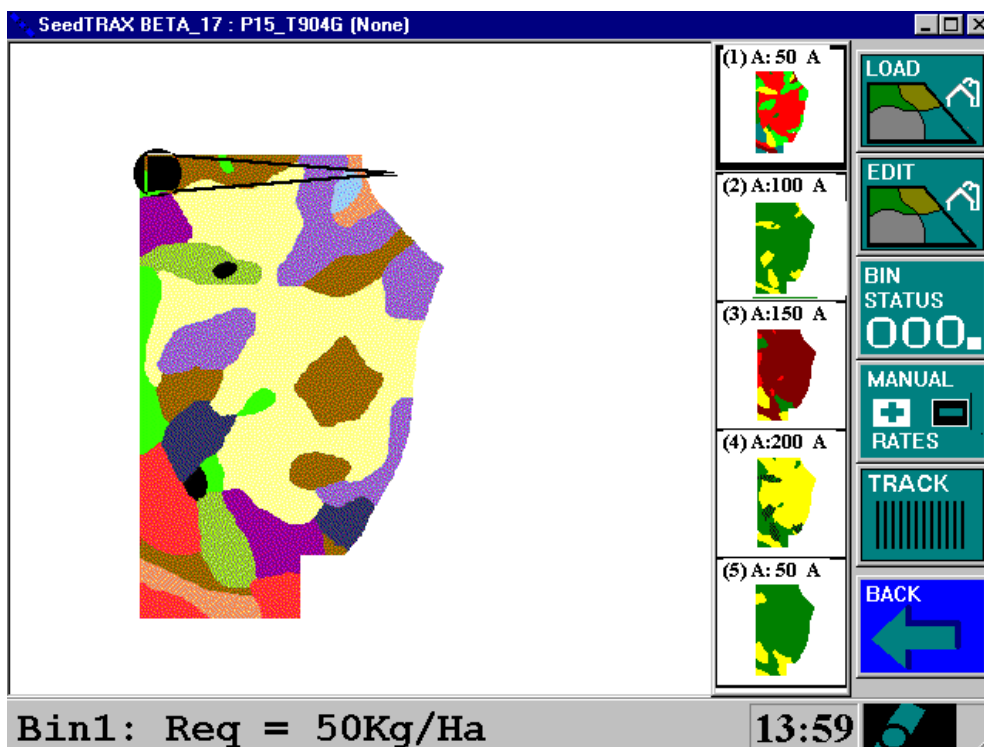 SeedTRAX BETA_17 : P15_T904G (None)
(1) A: 50 A
(2) A:100 A
(3) A:150 A
(4) A:200 A
(5) A: 50 A
LOAD
EDIT
BIN
STATUS
000.
MANUAL
RATES
TRACK
BACK
Bin1: Req = 50Kg/Ha
13:59